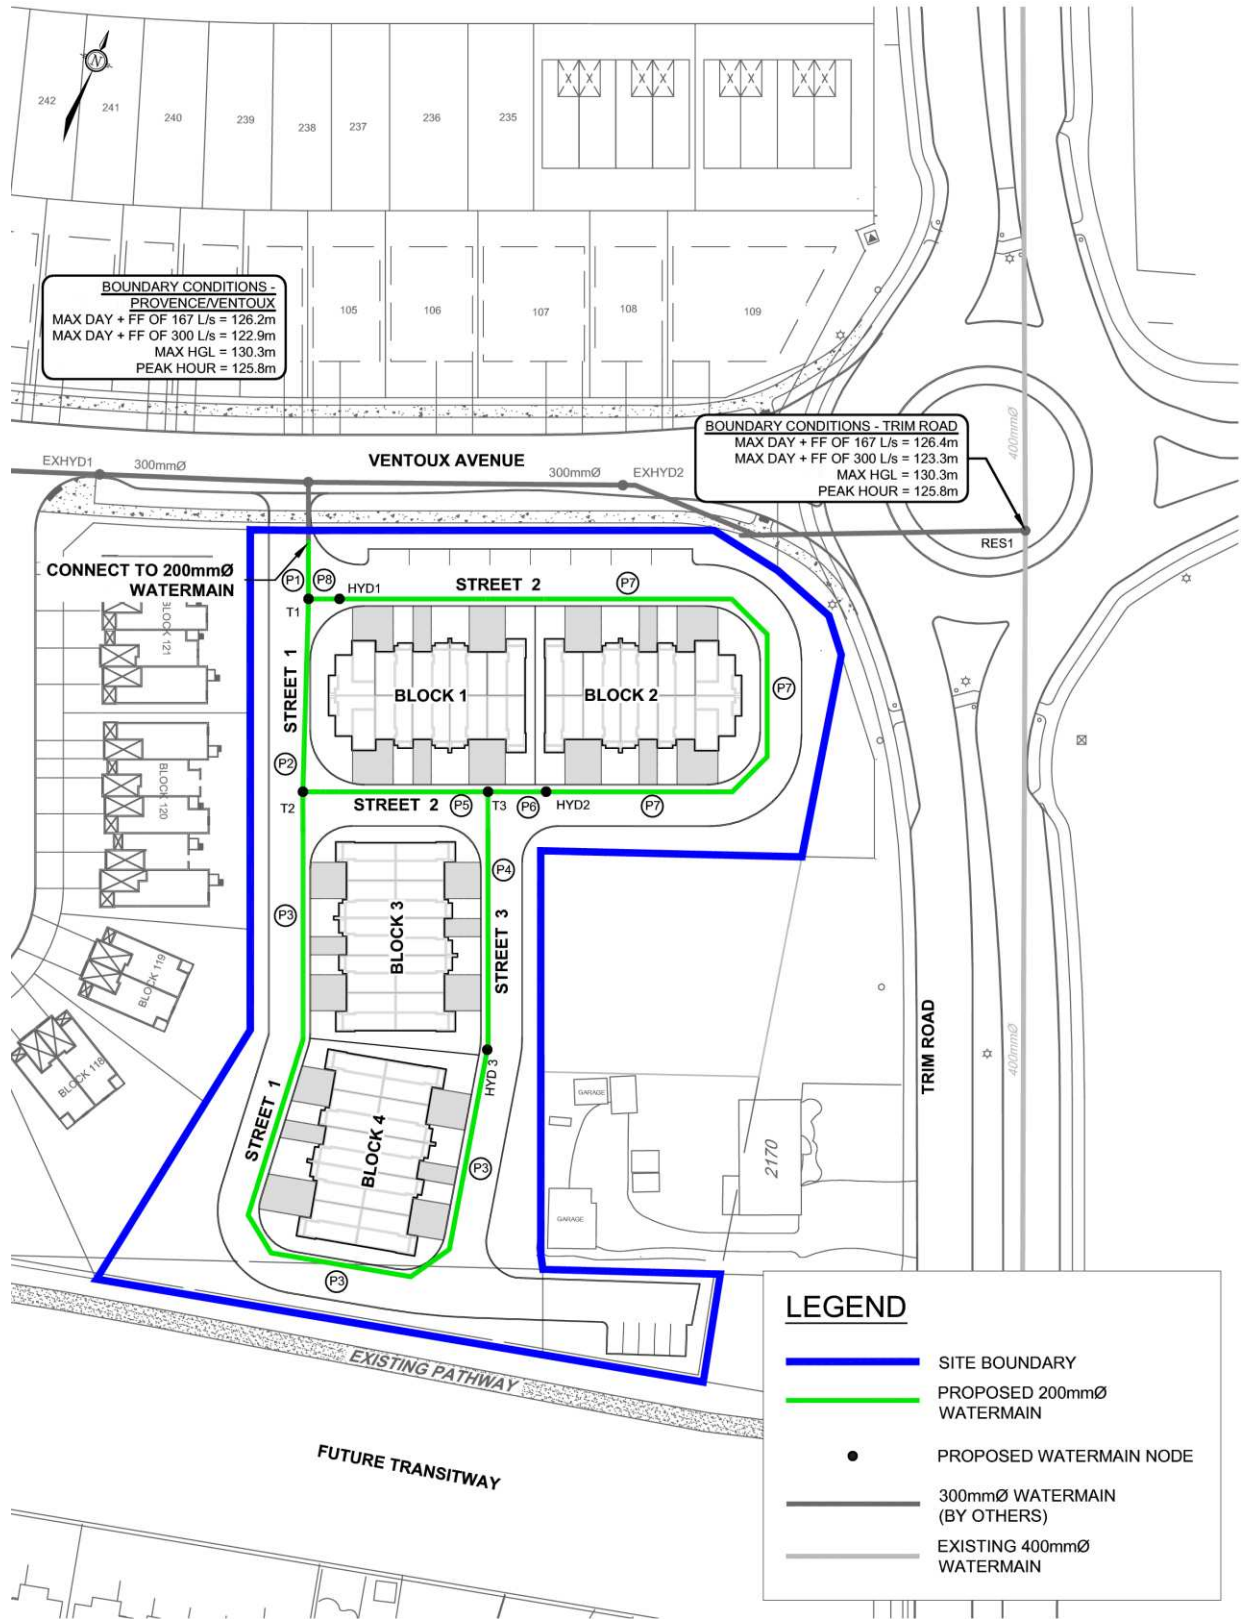 N
242
241
240
239
238
237
236
235
BOUNDARY CONDITIONS -
PROVENCE/VENTOUX
MAX DAY + FF OF 167 L/s = 126.2m
MAX DAY + FF OF 300 L/s = 122.9m
MAX HGL = 130.3m
PEAK HOUR = 125.8m
105
106
107
108
109
BOUNDARY CONDITIONS - TRIM ROAD
MAX DAY + FF OF 167 L/s = 126.4m
MAX DAY + FF OF 300 L/s = 123.3m
MAX HGL = 130.3m
PEAK HOUR = 125.8m
400mmØ
EXHYD1
300mmØ
VENTOUX AVENUE
300mmØ
EXHYD2
RES1
CONNECT TO 200mmØ
WATERMAIN
P1
P8
HYD1
STREET 2
P7
T1
BLOCK 121
STREET 1
BLOCK 1
BLOCK 2
P7
P2
BLOCK 120
T2
STREET 2
P5
T3
P6
HYD2
P7
P4
P3
BLOCK 3
STREET 3
BLOCK 119
BLOCK 118
HYD 3
TRIM ROAD
400mmØ
STREET 1
BLOCK 4
P3
GARAGE
2170
GARAGE
P3
EXISTING PATHWAY
FUTURE TRANSITWAY
LEGEND
SITE BOUNDARY
PROPOSED 200mmØ
WATERMAIN
PROPOSED WATERMAIN NODE
300mmØ WATERMAIN
(BY OTHERS)
EXISTING 400mmØ
WATERMAIN